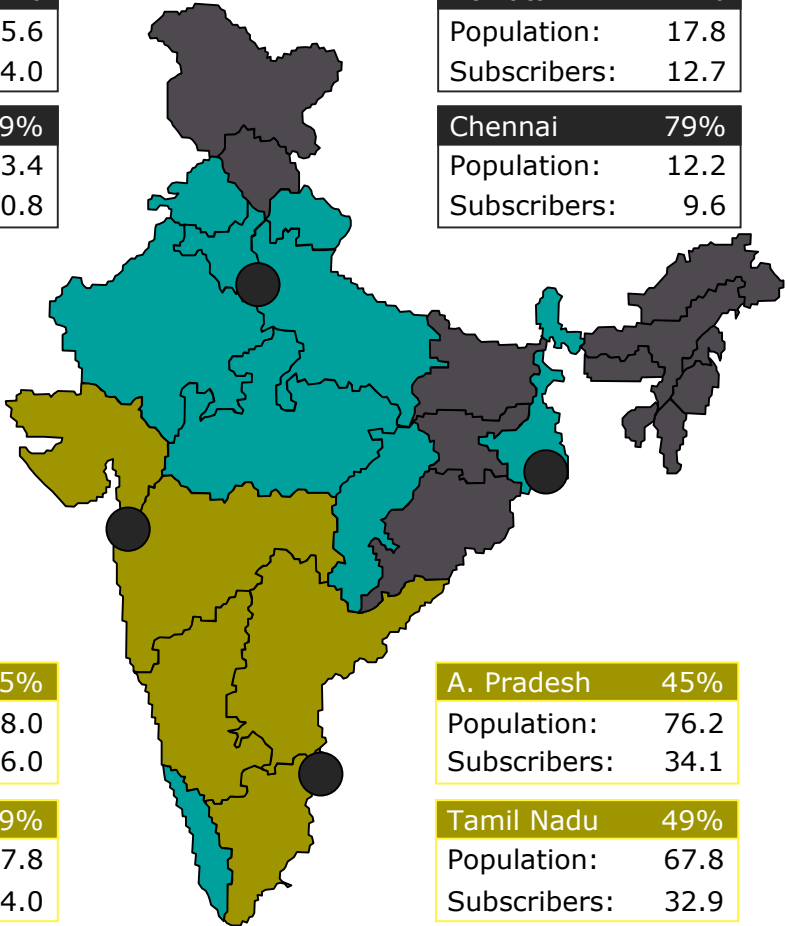 5.6
4.0
9%
3.4
0.8
Population: 17.8
Subscribers: 12.7
Chennai 79%
Population: 12.2
Subscribers: 9.6
5%
8.0
6.0
9%
7.8
4.0
A. Pradesh 45%
Population: 76.2
Subscribers: 34.1
Tamil Nadu 49%
Population: 67.8
Subscribers: 32.9